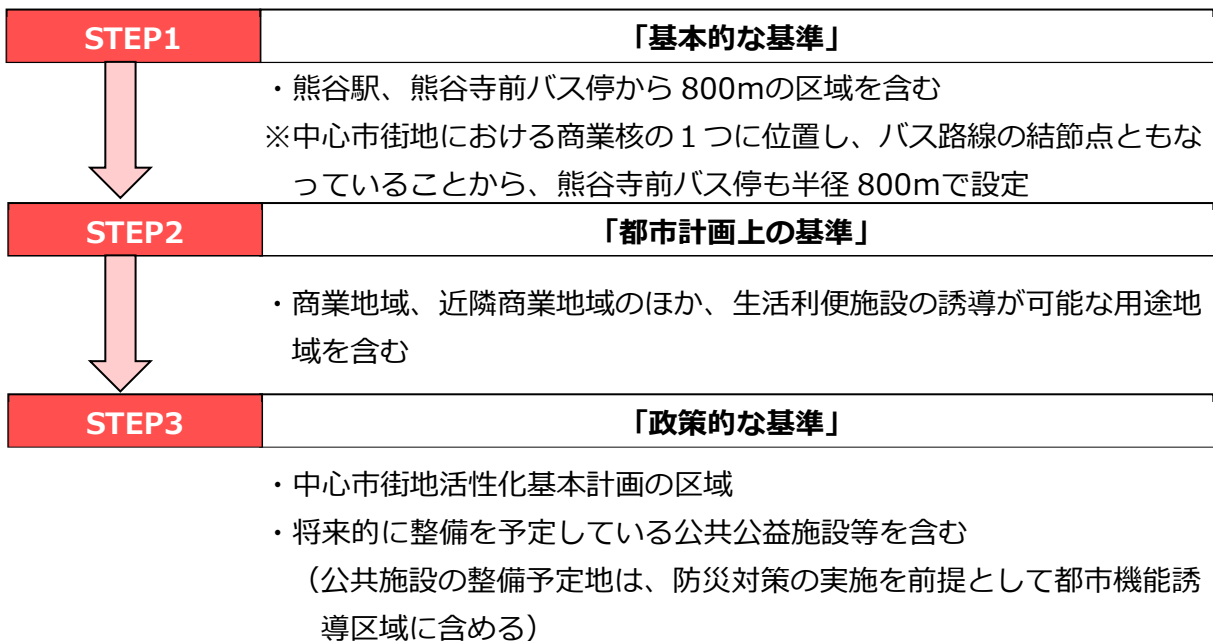 STEP1
「基本的な基準」
・熊谷駅、熊谷寺前バス停から 800mの区域を含む
※中心市街地における商業核の１つに位置し、バス路線の結節点ともな
っていることから、熊谷寺前バス停も半径 800mで設定
STEP2
「都市計画上の基準」
・商業地域、近隣商業地域のほか、生活利便施設の誘導が可能な用途地
域を含む
STEP3
「政策的な基準」
・中心市街地活性化基本計画の区域
・将来的に整備を予定している公共公益施設等を含む
（公共施設の整備予定地は、防災対策の実施を前提として都市機能誘
導区域に含める）